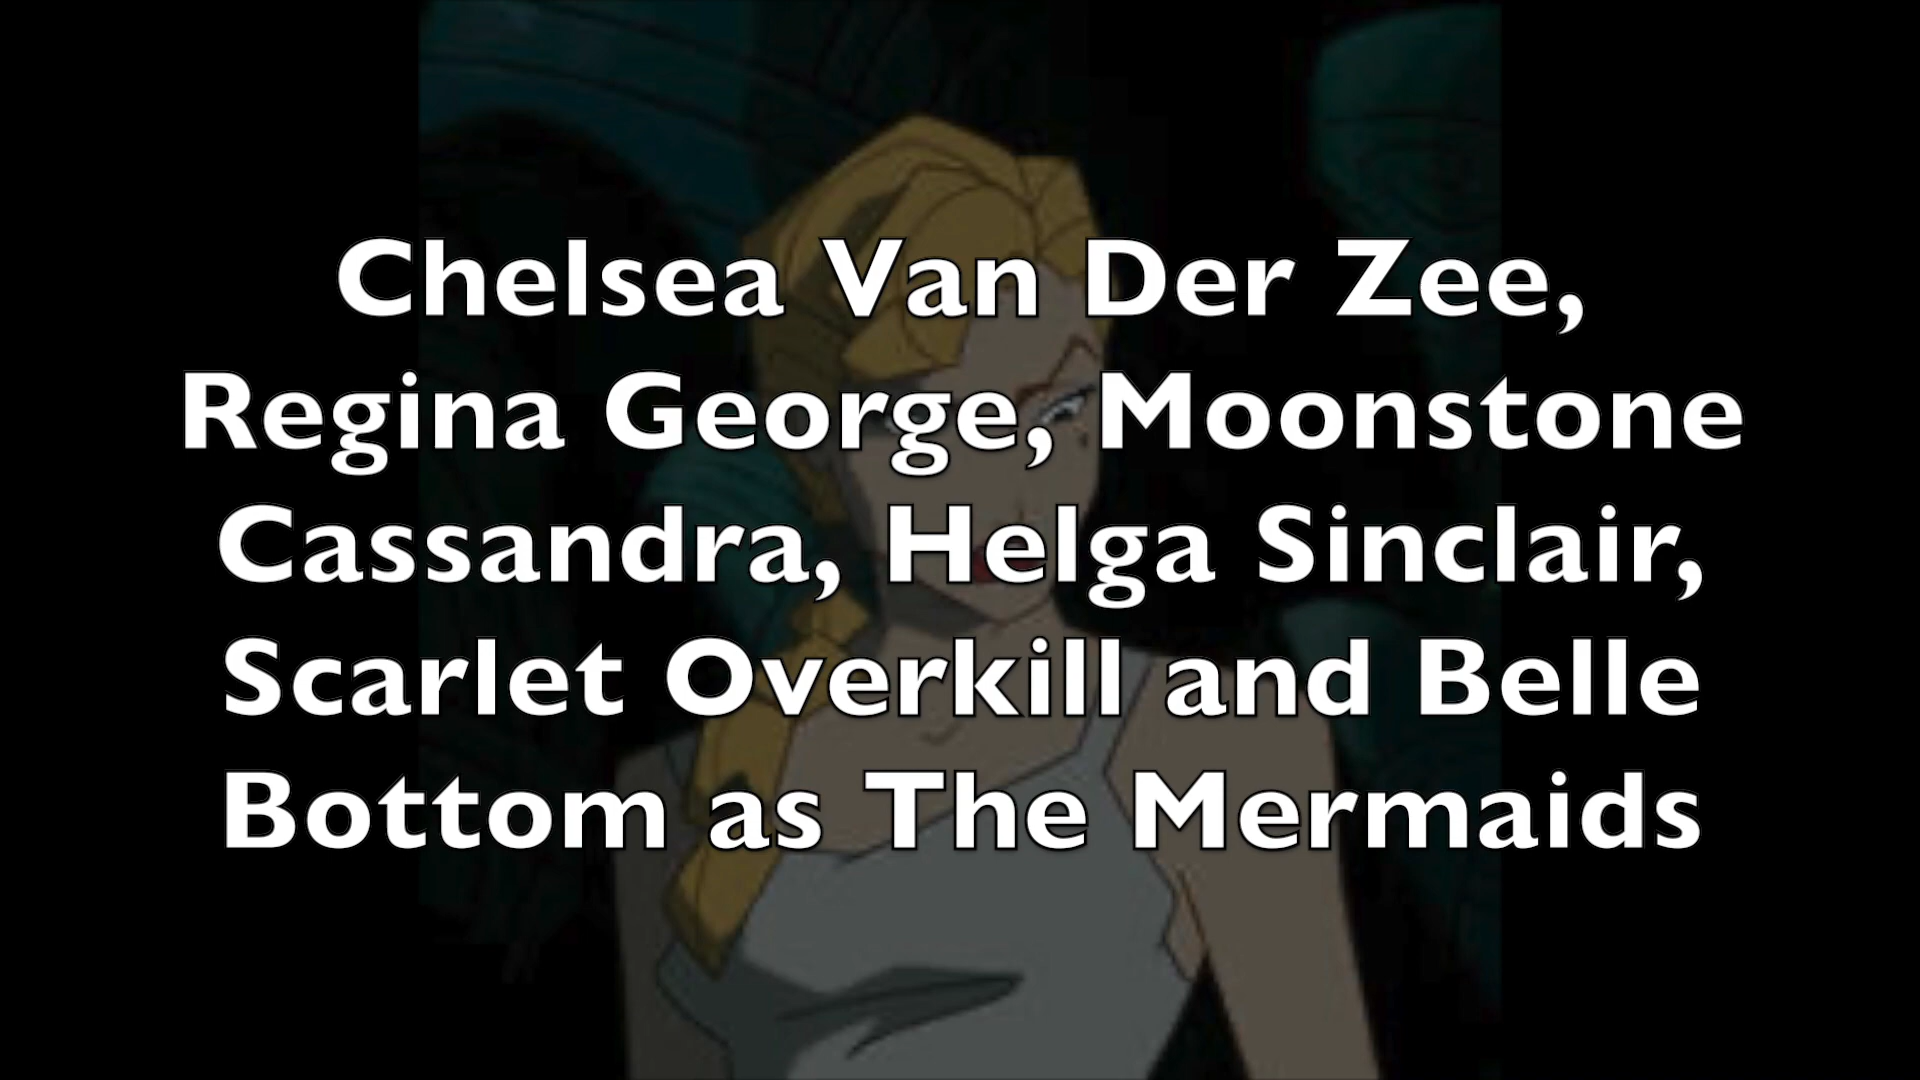 Chelsea Van Der Zee,
Regina George, Moonstone
Cassandra, Helga Sinclair,
Scarlet Overkill and Belle
Bottom as The Mermaids